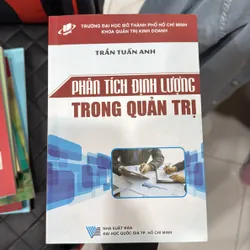 TRƯỜNG ĐẠI HỌC MỞ THÀNH PHỐ HỒ CHÍ MINH
KHOA QUẢN TRỊ KINH DOANH
TRẦN TUẤN ANH
PHÂN TÍCH ĐỊNH LƯỢNG
TRONG QUẢN TRỊ
NHÀ XUẤT BẢN
ĐẠI HỌC QUỐC GIA TP. HỒ CHÍ MINH